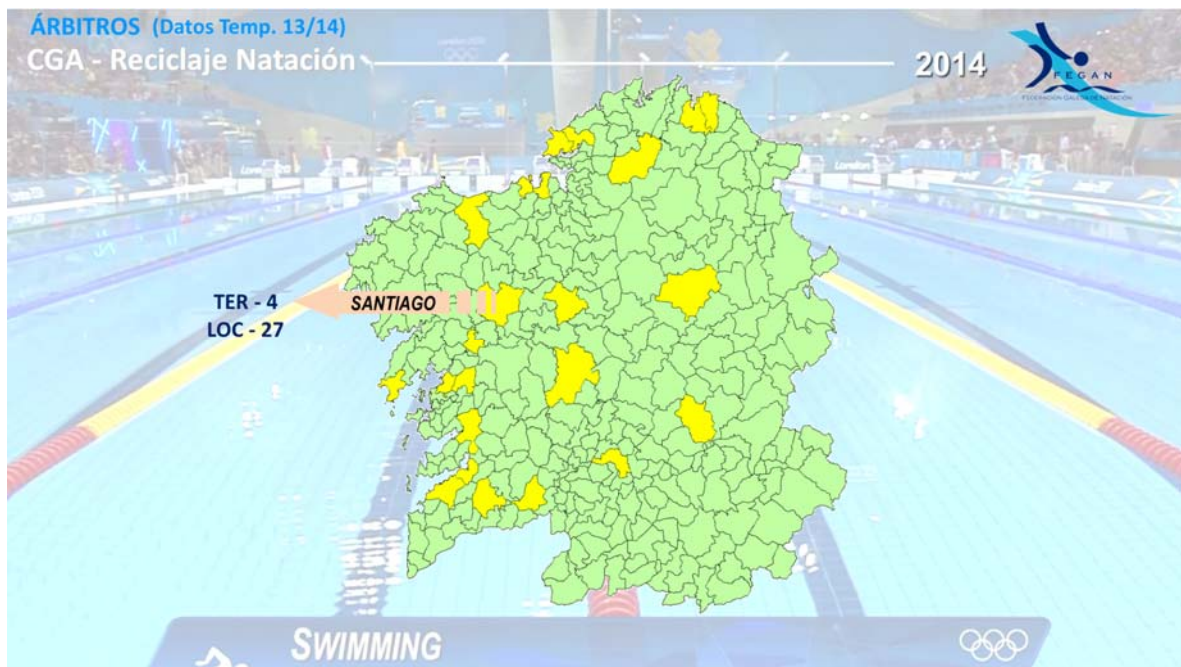 ÁRBITROS (Datos Temp. 13/14)
CGA - Reciclaje Natación
2014
FEGAN
FEDERACIÓN GALEGA DE NATACIÓN
TER - 4
LOC - 27
SANTIAGO
SWIMMING